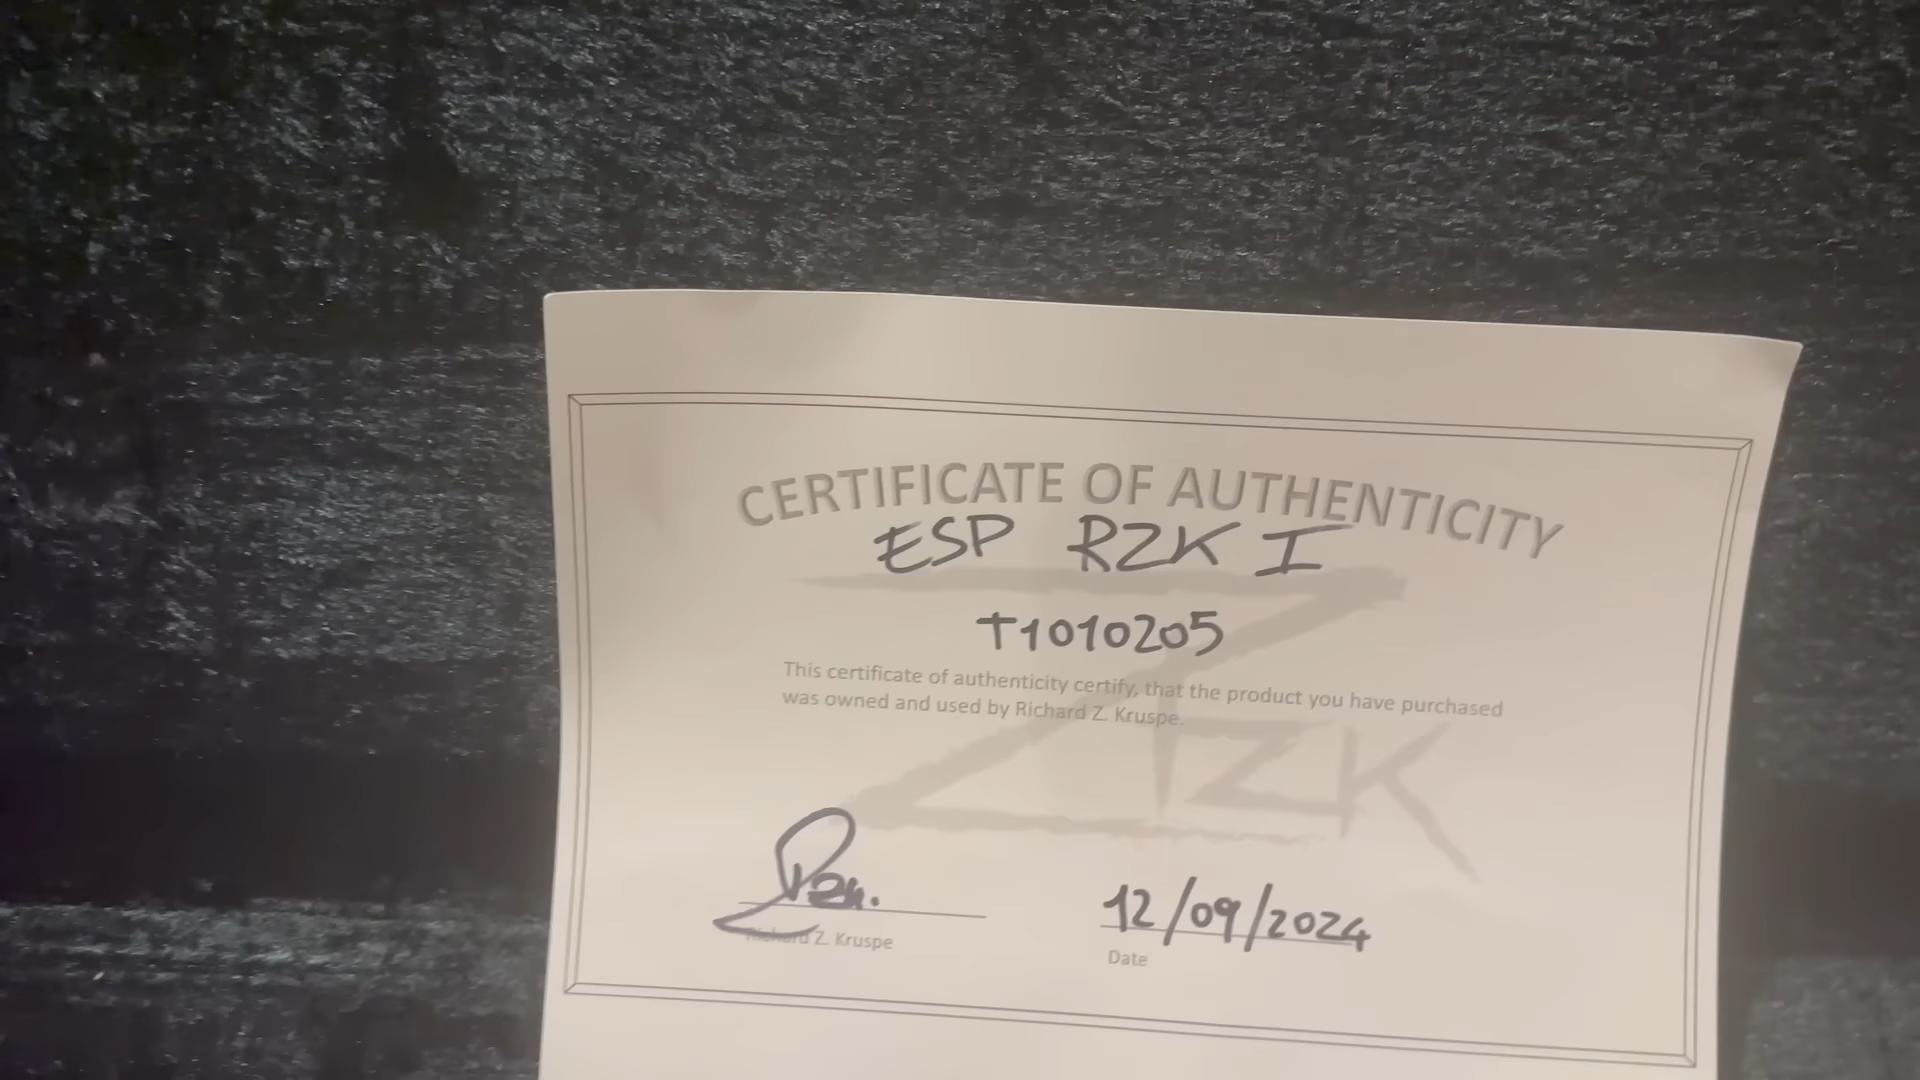 CERTIFICATE OF AUTHENTICITY
ESP RZK I
T1010205
This certificate of authenticity certify, that the product you have purchased
was owned and used by Richard Z. Kruspe.
RZK
Richard Z. Kruspe
12/09/2024
Date